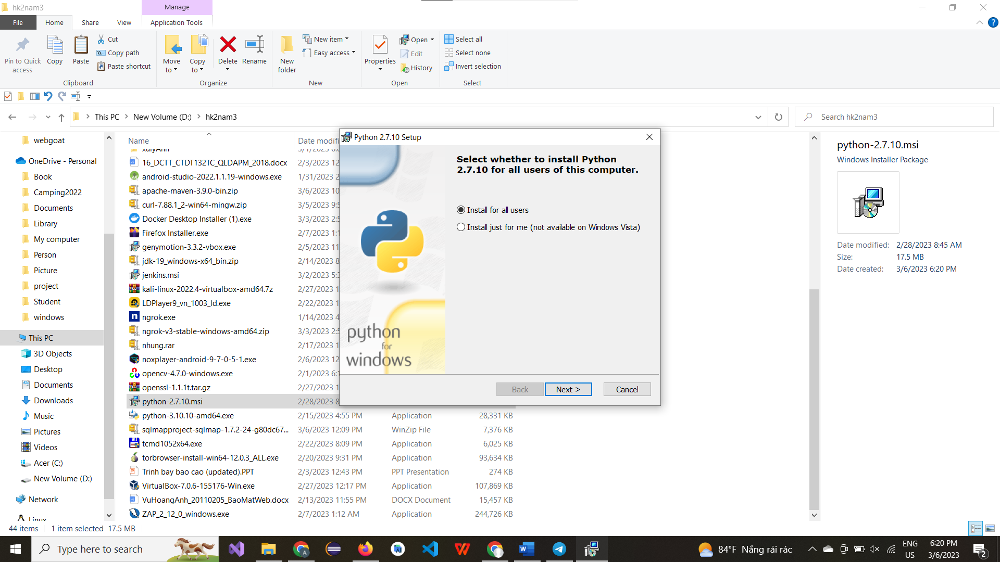 hk2nam3
Manage
File
Home
Share
View
Application Tools
Pin to Quick access
Copy
Paste
Cut
Copy path
Paste shortcut
Clipboard
Move to
Copy to
Delete
Rename
Organize
New folder
New item
Easy access
New
Properties
Open
Edit
History
Open
Select all
Select none
Invert selection
Select
This PC
New Volume (D:)
hk2nam3
Search hk2nam3
webgoat
OneDrive - Personal
Book
Camping2022
Documents
Library
My computer
Person
Picture
project
Student
windows
This PC
3D Objects
Desktop
Documents
Downloads
Music
Pictures
Videos
Acer (C:)
New Volume (D:)
Network
Linux
Name
Date modifi
xulyAnh
16_DCTT_CTDT132TC_QLDAPM_2018.docx 2/3/2023 12
android-studio-2022.1.1.19-windows.exe 1/31/2023 2
apache-maven-3.9.0-bin.zip 3/6/2023 10
curl-7.88.1_2-win64-mingw.zip 3/5/2023 9:5
Docker Desktop Installer (1).exe 3/3/2023 2:5
Firefox Installer.exe 2/7/2023 1:1
genymotion-3.3.2-vbox.exe 2/5/2023 11
jdk-19_windows-x64_bin.zip 2/14/2023 8
jenkins.msi 3/2/2023 5:3
kali-linux-2022.4-virtualbox-amd64.7z 2/27/2023 1
LDPlayer9_vn_1003_ld.exe 2/22/2023 1
ngrok.exe 1/14/2023 4
ngrok-v3-stable-windows-amd64.zip 3/3/2023 2:5
nhung.rar 2/17/2023 1
noxplayer-android-9-7-0-5-1.exe 2/6/2023 12
opencv-4.7.0-windows.exe 2/1/2023 6:1
openssl-1.1.1t.tar.gz 2/27/2023 1
python-2.7.10.msi 2/28/2023 8
python-3.10.10-amd64.exe 2/15/2023 4:55 PM Application 28,331 KB
sqlmapproject-sqlmap-1.7.2-24-g80dc67... 3/6/2023 12:09 PM WinZip File 7,376 KB
tcmd1052x64.exe 2/22/2023 8:09 PM Application 6,025 KB
torbrowser-install-win64-12.0.3_ALL.exe 2/20/2023 9:31 PM Application 93,634 KB
Trinh bay bao cao (updated).PPT 2/3/2023 12:43 PM PPT Presentation 274 KB
VirtualBox-7.0.6-155176-Win.exe 2/27/2023 12:17 PM Application 107,869 KB
VuHoangAnh_20110205_BaoMatWeb.docx 2/13/2023 11:55 PM DOCX Document 15,457 KB
ZAP_2_12_0_windows.exe 2/7/2023 1:12 AM Application 244,726 KB
Python 2.7.10 Setup
Select whether to install Python
2.7.10 for all users of this computer.
Install for all users
Install just for me (not available on Windows Vista)
python
for
windows
Back
Next >
Cancel
python-2.7.10.msi
Windows Installer Package
Date modified: 2/28/2023 8:45 AM
Size: 17.5 MB
Date created: 3/6/2023 6:20 PM
44 items 1 item selected 17.5 MB
Type here to search
84°F Nắng rải rác
ENG
US
6:20 PM
3/6/2023
2